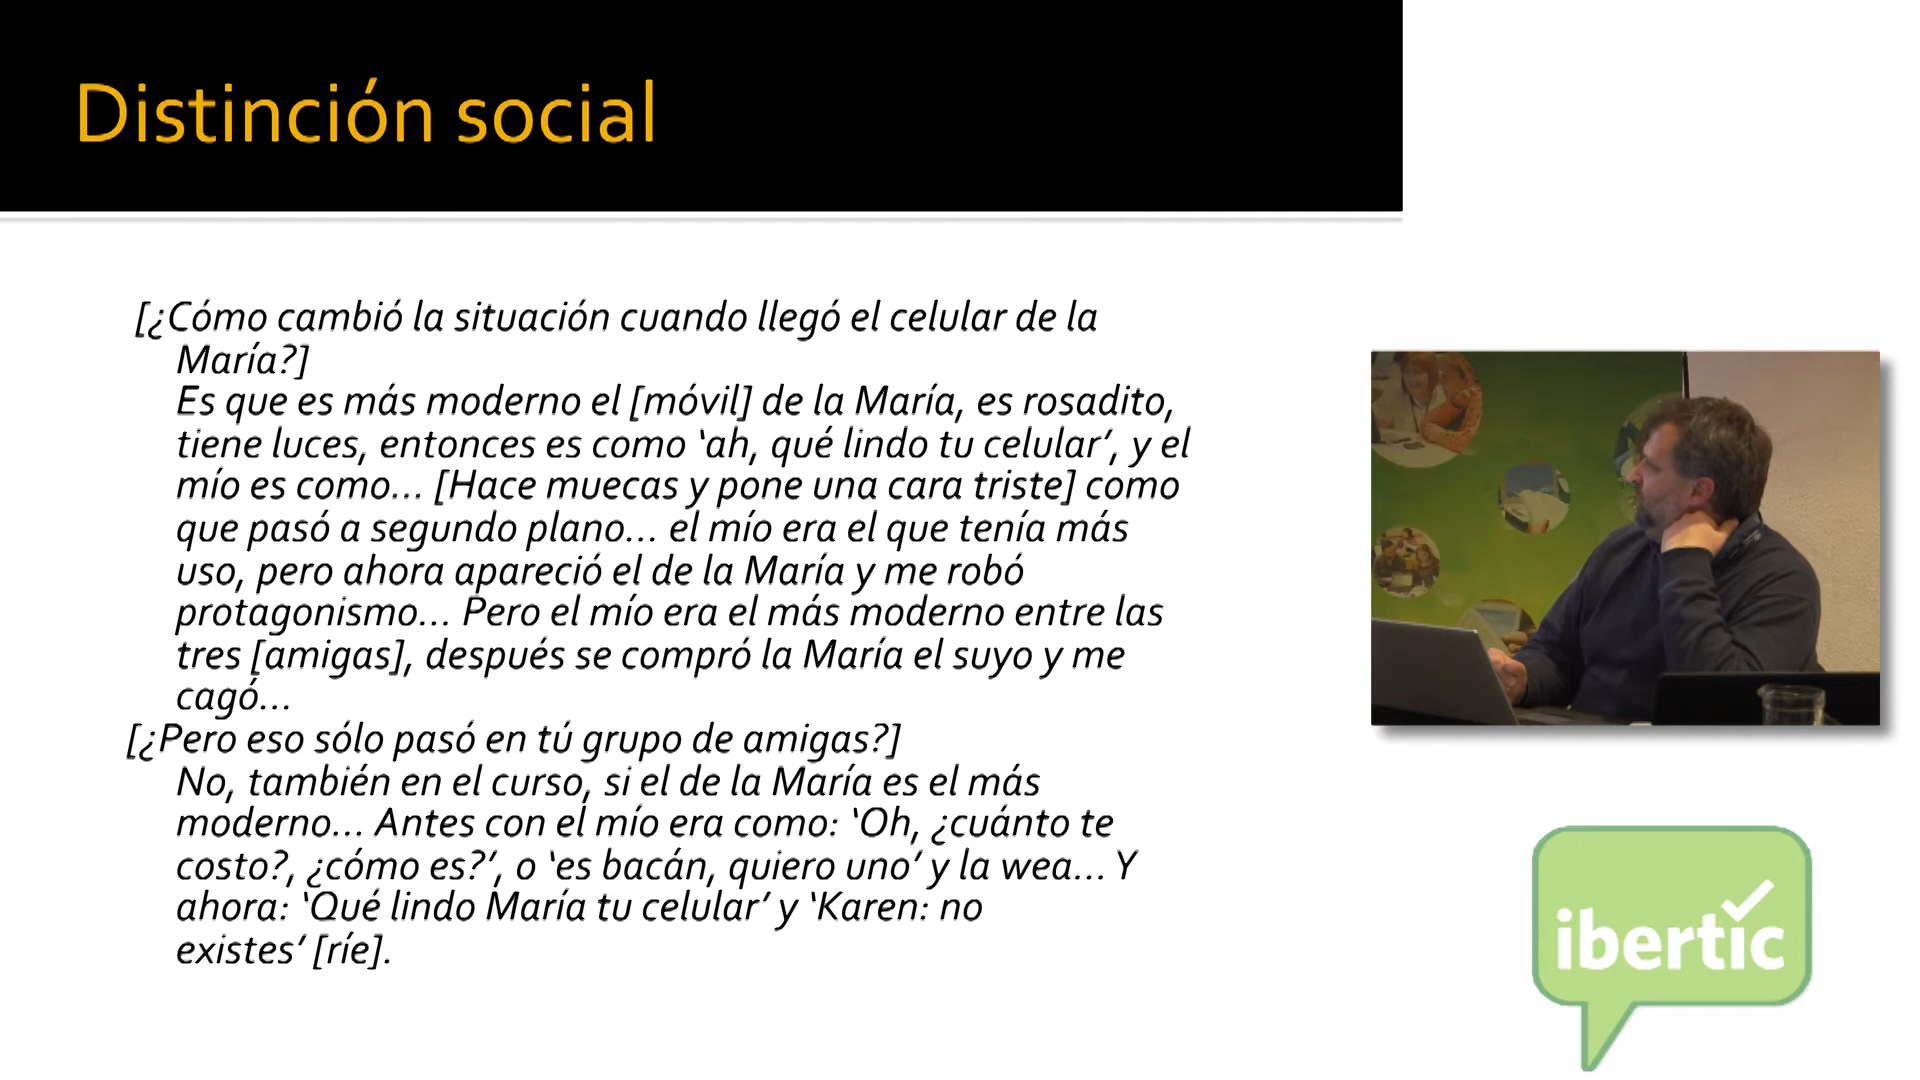 Distinción social
[¿Cómo cambió la situación cuando llegó el celular de la
María?]
Es que es más moderno el [móvil] de la María, es rosadito,
tiene luces, entonces es como ‘ah, qué lindo tu celular’, y el
mío es como… [Hace muecas y pone una cara triste] como
que pasó a segundo plano… el mío era el que tenía más
uso, pero ahora apareció el de la María y me robó
protagonismo… Pero el mío era el más moderno entre las
tres [amigas], después se compró la María el suyo y me
cagó…
[¿Pero eso sólo pasó en tú grupo de amigas?]
No, también en el curso, si el de la María es el más
moderno… Antes con el mío era como: ‘Oh, ¿cuánto te
costo?, ¿cómo es?’, o ‘es bacán, quiero uno’ y la wea… Y
ahora: ‘Qué lindo María tu celular’ y ‘Karen: no
existes’ [ríe].
ibertic